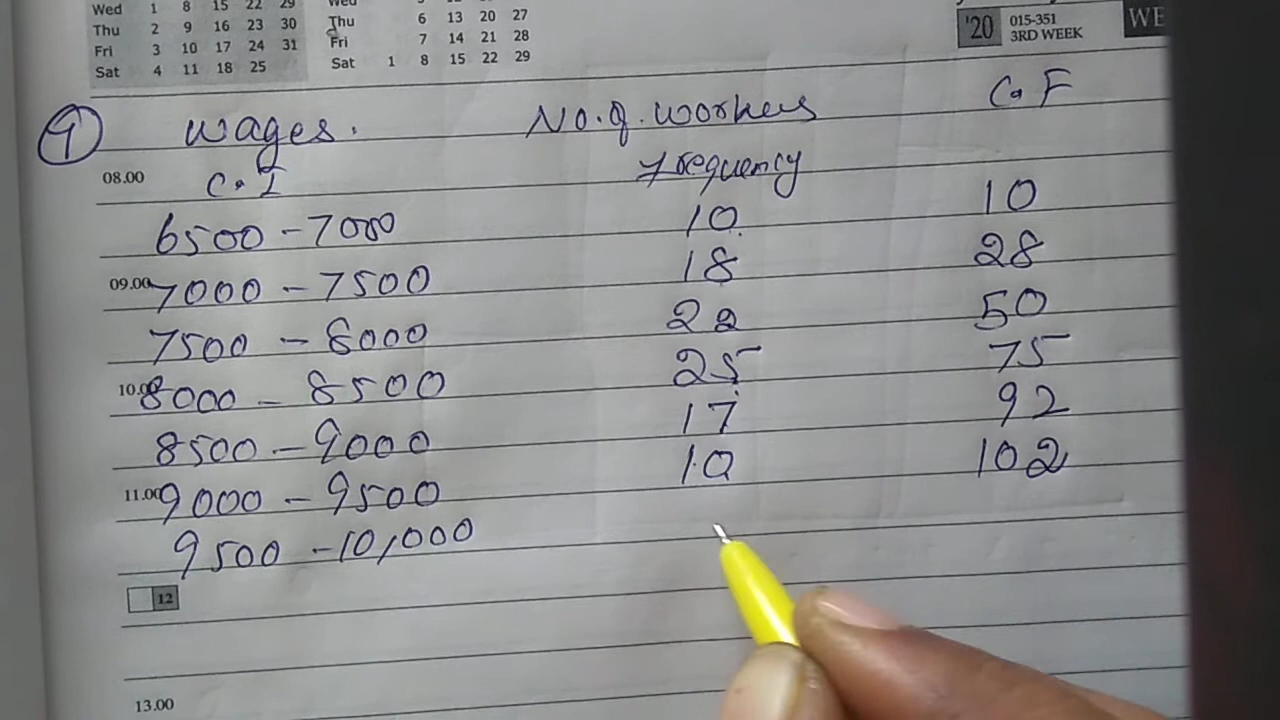 Wed 1 8 15 22 29 Wed
Thu 2 9 16 23 30 Thu 6 13 20 27
Fri 3 10 17 24 31 Fri 7 14 21 28
Sat 4 11 18 25 Sat 1 8 15 22 29
'20 015-351 3RD WEEK WE
9 Wages. No. of. workers C.F
08.00 C.I Frequency
6500 - 7000 10 10
09.00 7000 - 7500 18 28
7500 - 8000 22 50
10.00 8000 - 8500 25 75
8500 - 9000 17 92
11.00 9000 - 9500 10 102
9500 - 10,000
12
13.00